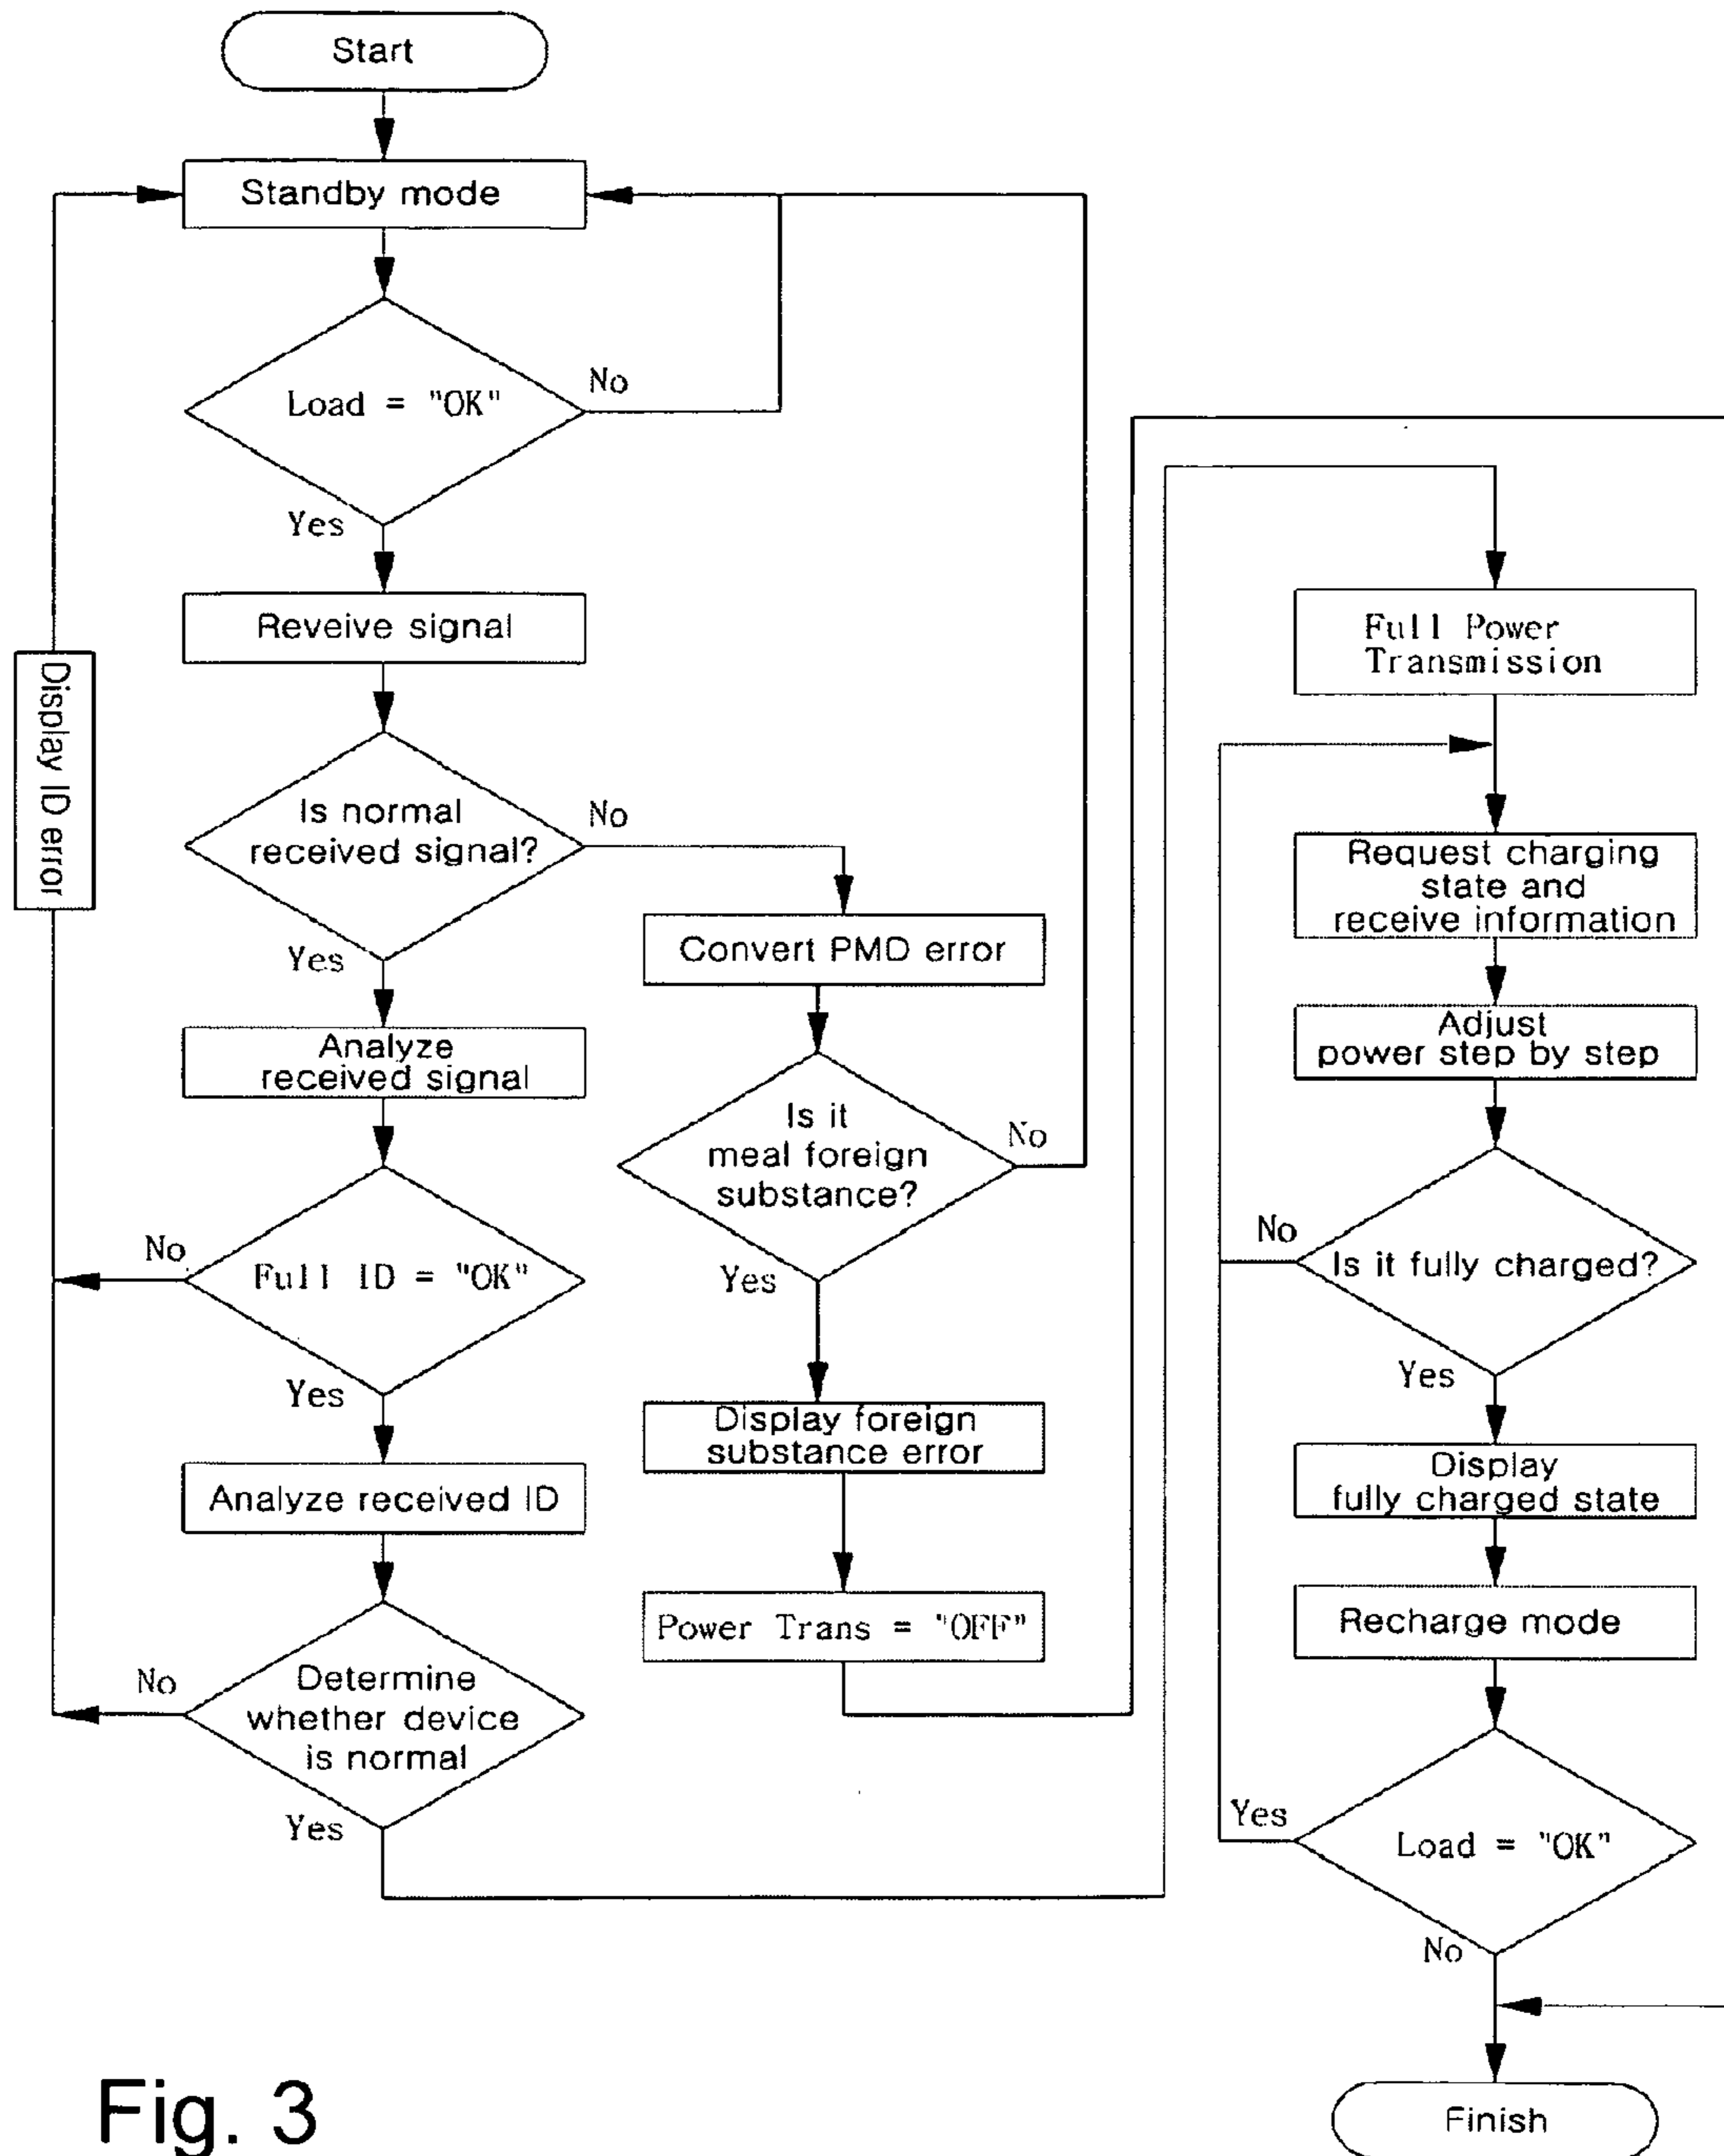 Start
Standby mode
Load = "OK"
No
Yes
Reveive signal
Is normal
received signal?
No
Yes
Analyze
received signal
Full ID = "OK"
No
Yes
Analyze received ID
Determine
whether device
is normal
No
Yes
Display ID error
Convert PMD error
Is it
meal foreign
substance?
No
Yes
Display foreign
substance error
Power Trans = "OFF"
Full Power
Transmission
Request charging
state and
receive information
Adjust
power step by step
Is it fully charged?
No
Yes
Display
fully charged state
Recharge mode
Load = "OK"
Yes
No
Finish
Fig. 3